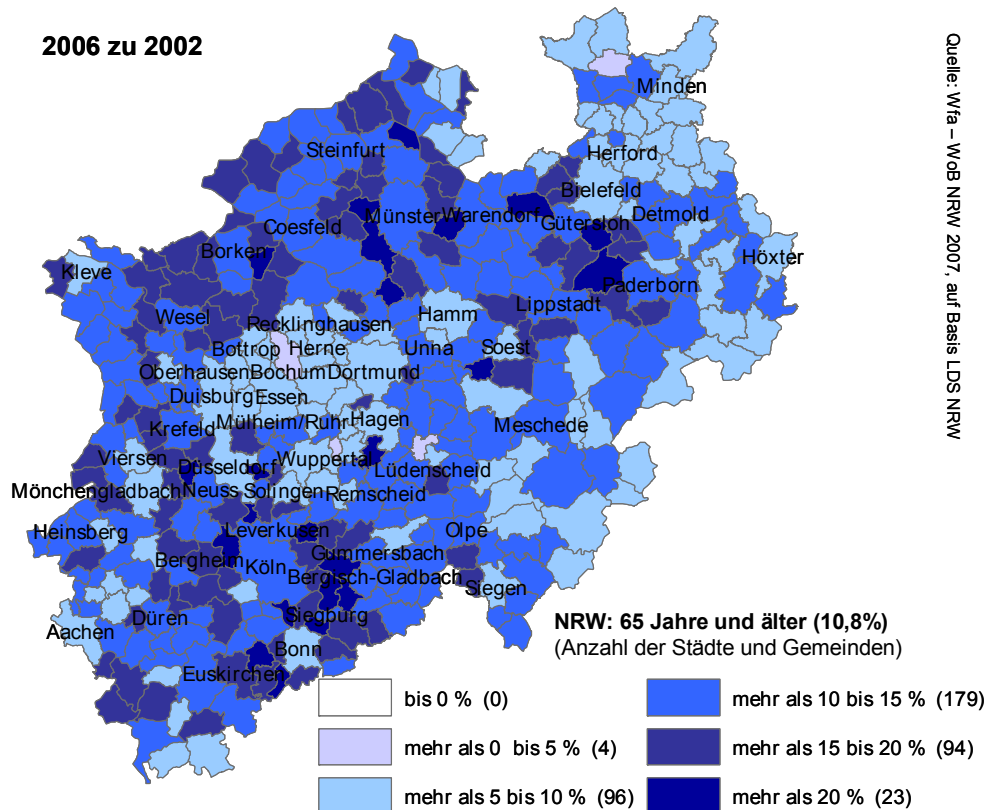 2006 zu 2002
Quelle: Wfa – WoB NRW 2007, auf Basis LDS NRW
Minden
Steinfurt
Herford
Bielefeld
Münster
Warendorf
Detmold
Gütersloh
Coesfeld
Borken
Höxter
Kleve
Paderborn
Lippstadt
Wesel
Hamm
Recklinghausen
Bottrop
Herne
Unna
Soest
Oberhausen
Bochum
Dortmund
Duisburg
Essen
Mülheim/Ruhr
Hagen
Meschede
Krefeld
Viersen
Düsseldorf
Wuppertal
Lüdenscheid
Mönchengladbach
Neuss
Solingen
Remscheid
Heinsberg
Leverkusen
Olpe
Gummersbach
Bergheim
Köln
Bergisch-Gladbach
Siegen
Düren
Siegburg
Aachen
Bonn
Euskirchen
NRW: 65 Jahre und älter (10,8%)
(Anzahl der Städte und Gemeinden)
bis 0 % (0)
mehr als 0 bis 5 % (4)
mehr als 5 bis 10 % (96)
mehr als 10 bis 15 % (179)
mehr als 15 bis 20 % (94)
mehr als 20 % (23)